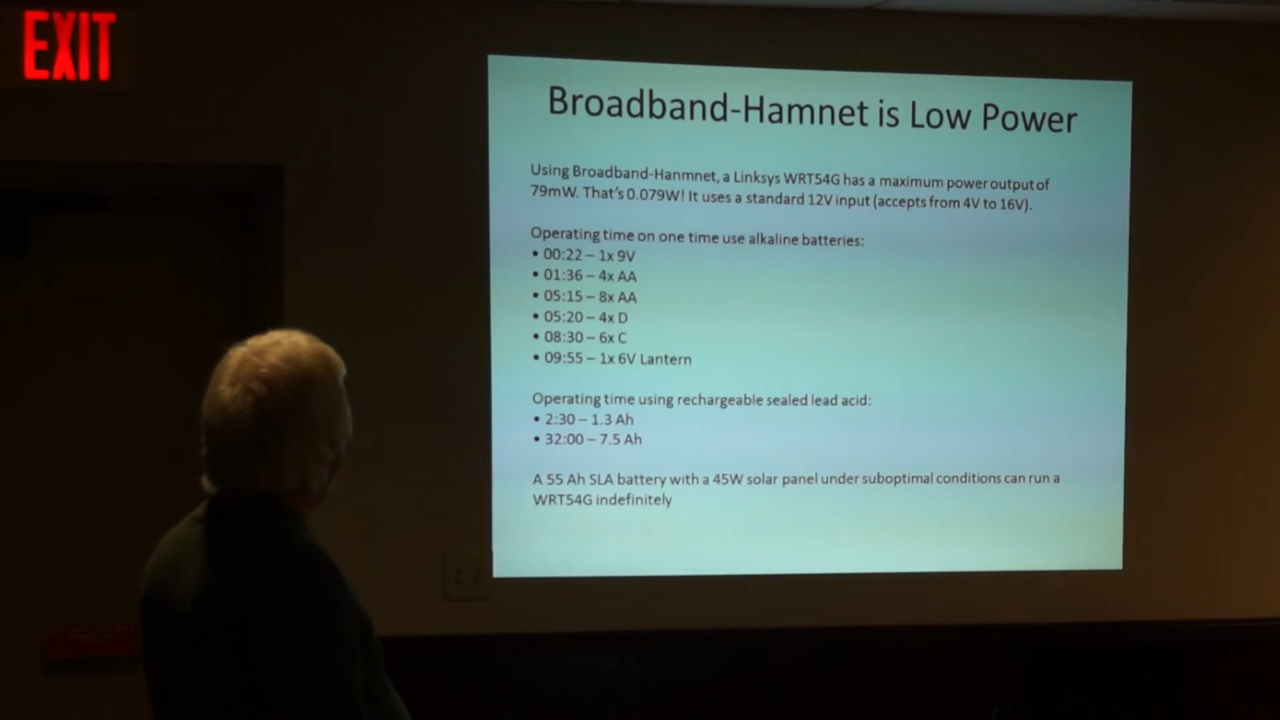 EXIT
Broadband-Hamnet is Low Power
Using Broadband-Hanmnet, a Linksys WRT54G has a maximum power output of
79mW. That's 0.079W! It uses a standard 12V input (accepts from 4V to 16V).
Operating time on one time use alkaline batteries:
• 00:22 – 1x 9V
• 01:36 – 4x AA
• 05:15 – 8x AA
• 05:20 – 4x D
• 08:30 – 6x C
• 09:55 – 1x 6V Lantern
Operating time using rechargeable sealed lead acid:
• 2:30 – 1.3 Ah
• 32:00 – 7.5 Ah
A 55 Ah SLA battery with a 45W solar panel under suboptimal conditions can run a
WRT54G indefinitely